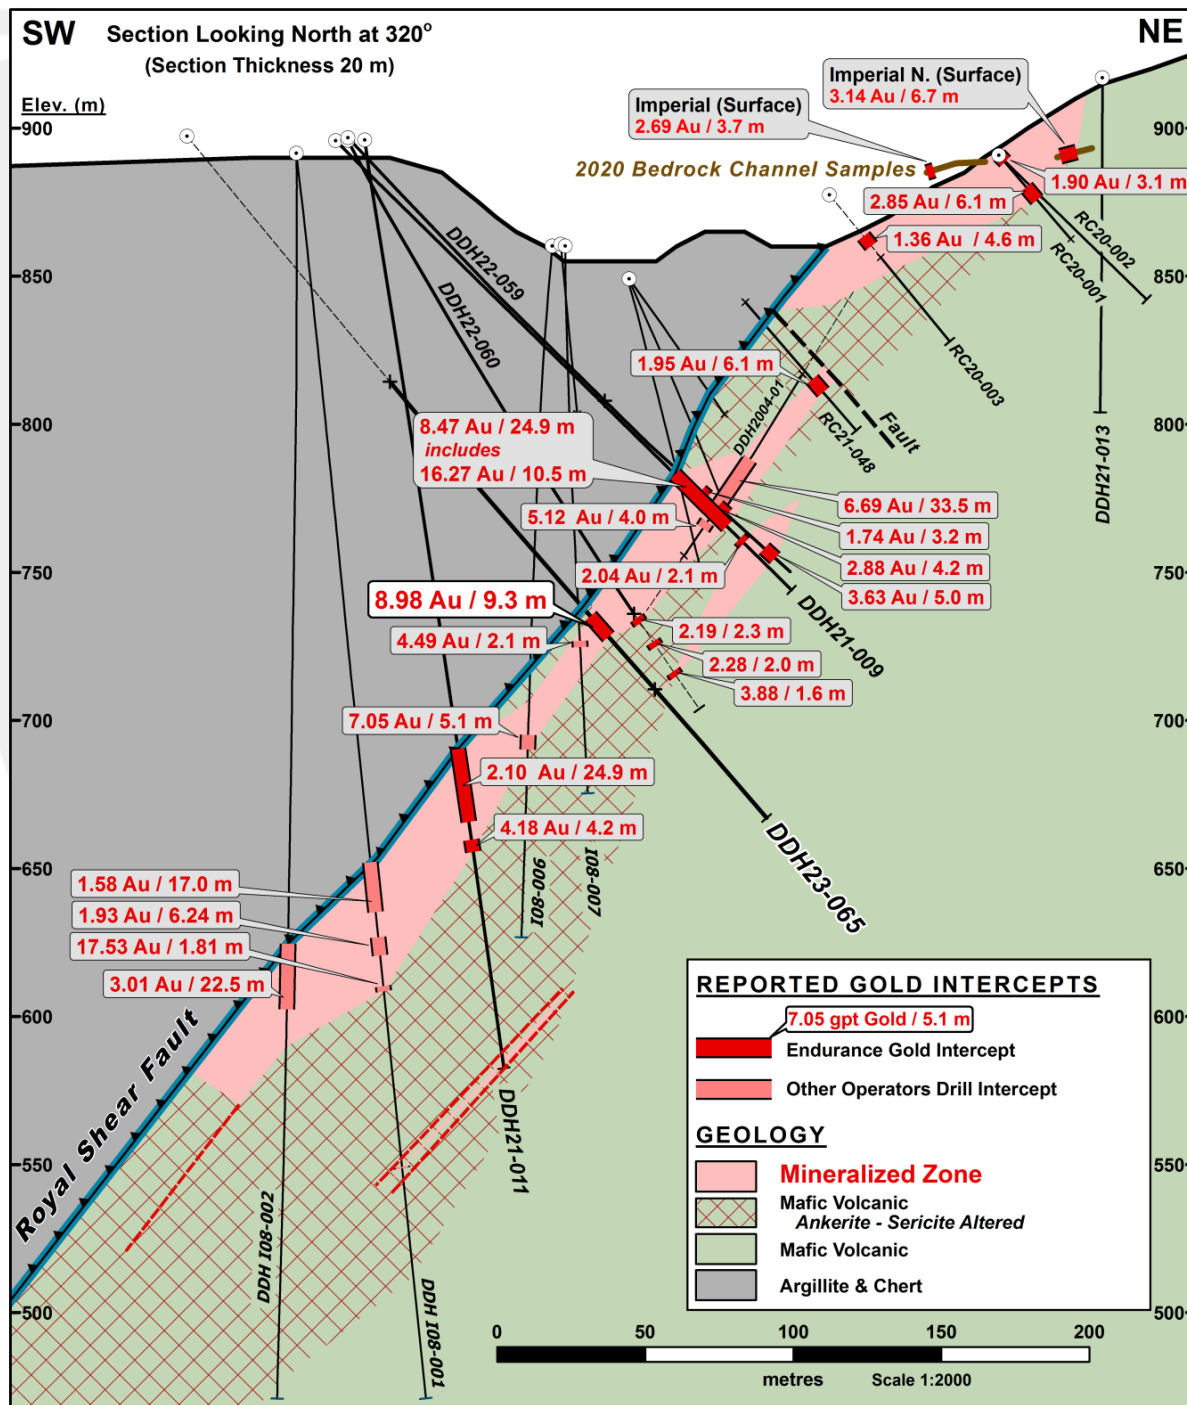 SW
Section Looking North at 320°
(Section Thickness 20 m)
NE
Elev. (m)
900
850
800
750
700
650
600
550
500
900
850
800
750
700
650
600
550
500
Imperial N. (Surface)
3.14 Au / 6.7 m
Imperial (Surface)
2.69 Au / 3.7 m
2020 Bedrock Channel Samples
1.90 Au / 3.1 m
2.85 Au / 6.1 m
1.36 Au / 4.6 m
RC20-002
RC20-001
RC20-003
DDH21-013
DDH22-059
DDH22-060
1.95 Au / 6.1 m
DDH2004-01
RC21-048
Fault
8.47 Au / 24.9 m
includes
16.27 Au / 10.5 m
6.69 Au / 33.5 m
5.12 Au / 4.0 m
1.74 Au / 3.2 m
2.88 Au / 4.2 m
2.04 Au / 2.1 m
3.63 Au / 5.0 m
DDH21-009
8.98 Au / 9.3 m
4.49 Au / 2.1 m
2.19 / 2.3 m
2.28 / 2.0 m
3.88 / 1.6 m
7.05 Au / 5.1 m
2.10 Au / 24.9 m
4.18 Au / 4.2 m
I08-006
I08-007
DDH23-065
1.58 Au / 17.0 m
1.93 Au / 6.24 m
17.53 Au / 1.81 m
3.01 Au / 22.5 m
Royal Shear Fault
DDH21-011
DDH I08-002
DDH I08-001
REPORTED GOLD INTERCEPTS
7.05 gpt Gold / 5.1 m
Endurance Gold Intercept
Other Operators Drill Intercept
GEOLOGY
Mineralized Zone
Mafic Volcanic
Ankerite - Sericite Altered
Mafic Volcanic
Argillite & Chert
0 50 100 150 200
metres
Scale 1:2000